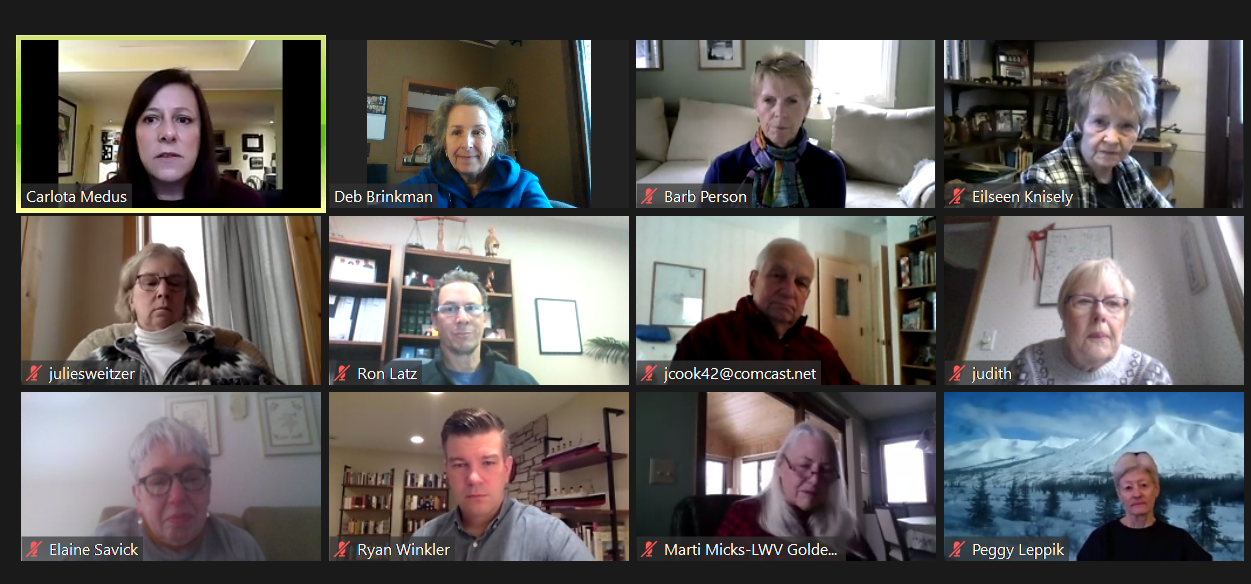 Carlota Medus
Deb Brinkman
Barb Person
Eilseen Knisely
juliesweitzer
Ron Latz
jcook42@comcast.net
judith
Elaine Savick
Ryan Winkler
Marti Micks-LWV Golde...
Peggy Leppik